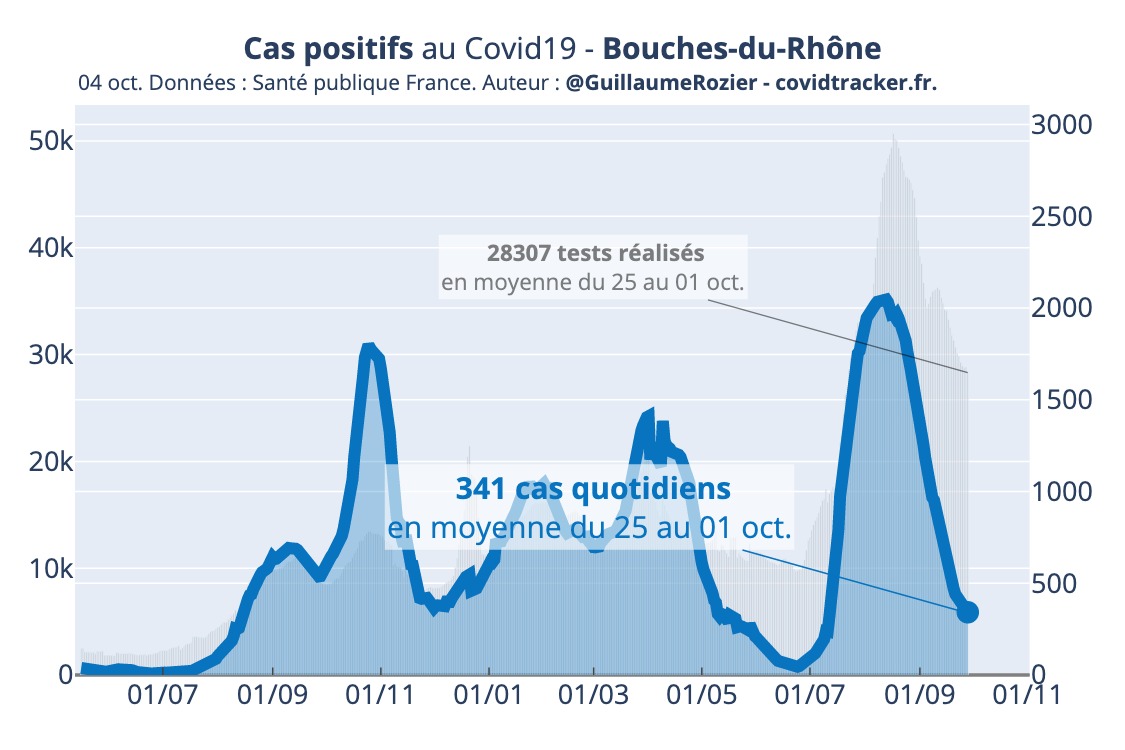 Cas positifs au Covid19 - Bouches-du-Rhône
04 oct. Données : Santé publique France. Auteur : @GuillaumeRozier - covidtracker.fr.
50k
40k
30k
20k
10k
0
3000
2500
2000
1500
1000
500
0
28307 tests réalisés
en moyenne du 25 au 01 oct.
341 cas quotidiens
en moyenne du 25 au 01 oct.
01/07 01/09 01/11 01/01 01/03 01/05 01/07 01/09 01/11